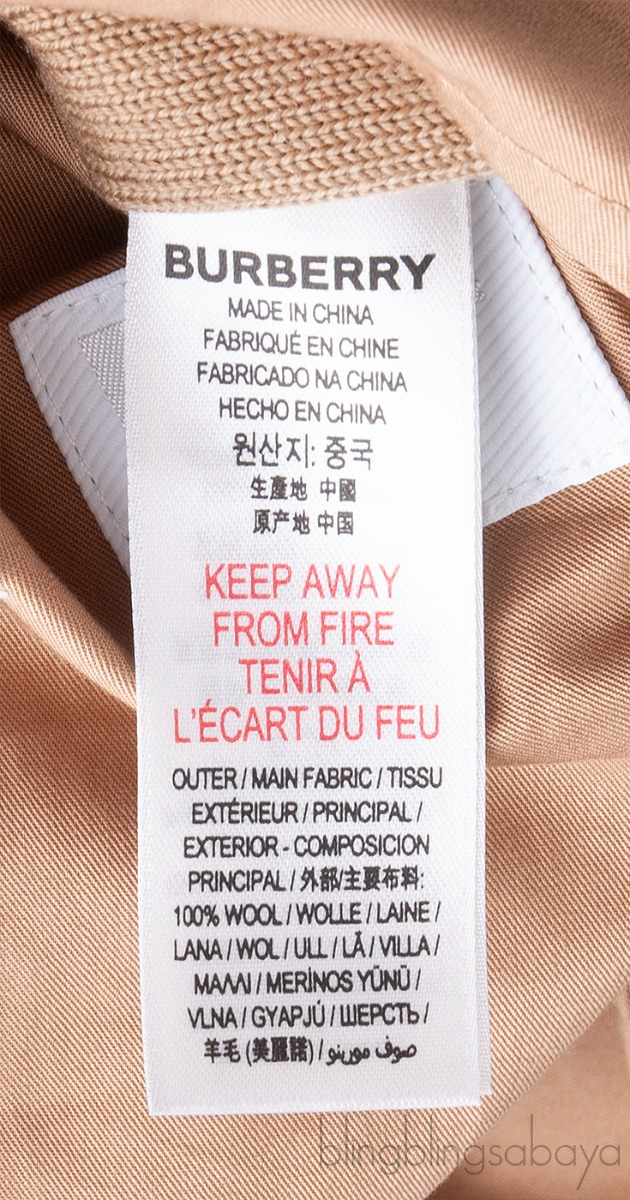 BURBERRY
MADE IN CHINA
FABRIQUÉ EN CHINE
FABRICADO NA CHINA
HECHO EN CHINA
원산지: 중국
生產地 中國
原产地 中国
KEEP AWAY
FROM FIRE
TENIR À
L'ÉCART DU FEU
OUTER / MAIN FABRIC / TISSU
EXTÉRIEUR / PRINCIPAL /
EXTERIOR - COMPOSICION
PRINCIPAL / 外部/主要布料:
100% WOOL / WOLLE / LAINE /
LANA / WOL / ULL / LÃ / VILLA /
ΜΑΛΛΙ / MERİNOS YÜNÜ /
VLNA / GYAPJÚ / ШЕРСТЬ /
羊毛 (美麗諾) / صوف مورينو
blingblingsabaya